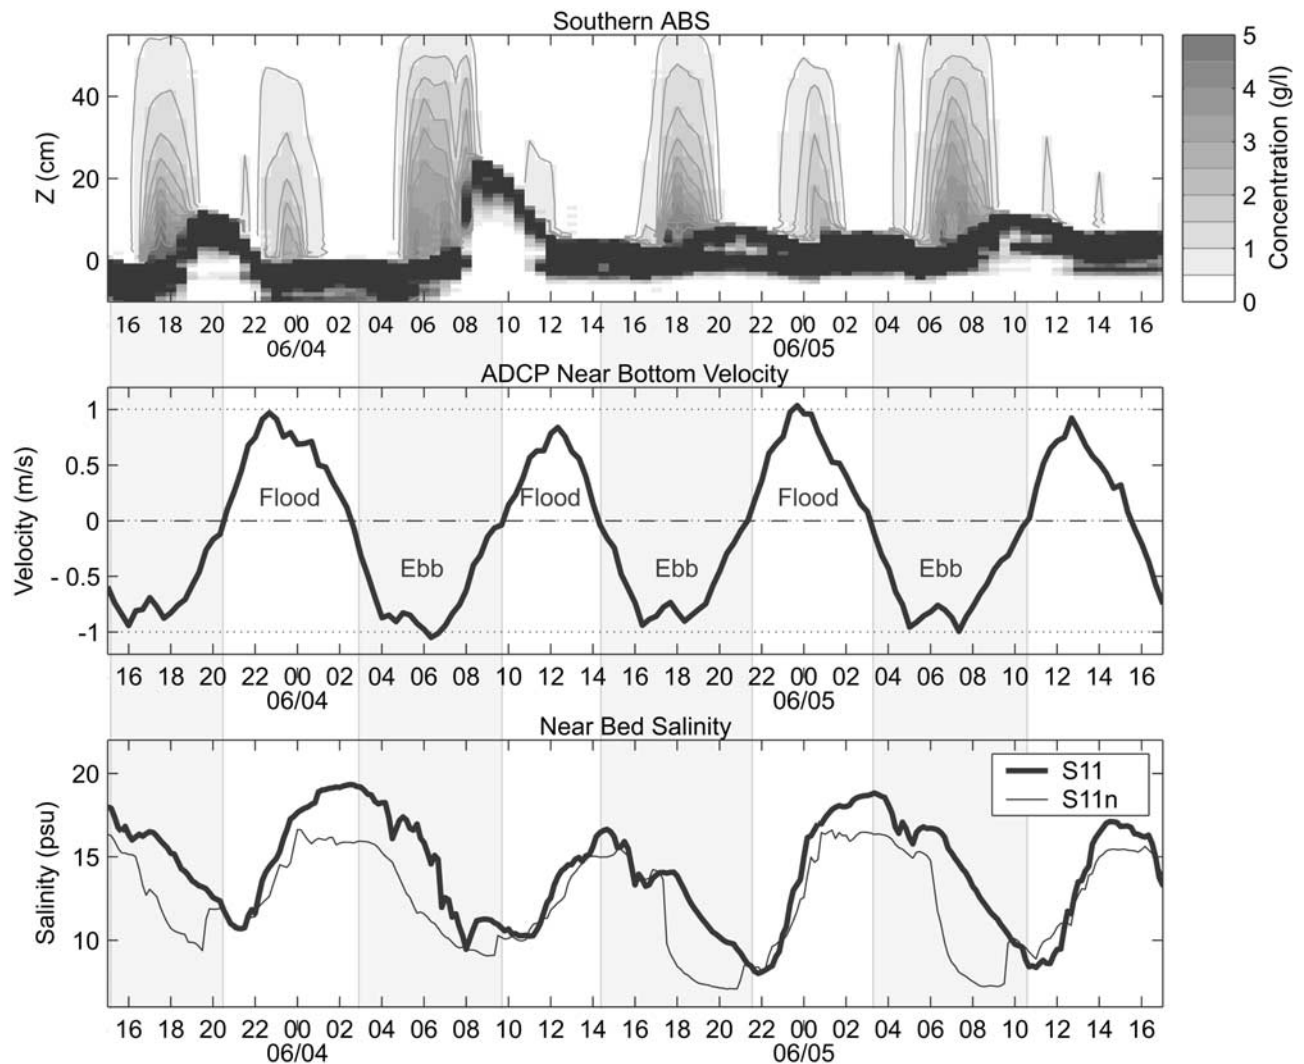 Southern ABS
Z (cm)
40
20
0
5
4
3
2
1
0
Concentration (g/l)
16 18 20 22 00 02 04 06 08 10 12 14 16 18 20 22 00 02 04 06 08 10 12 14 16
06/04 06/05
ADCP Near Bottom Velocity
Velocity (m/s)
1
0.5
0
- 0.5
-1
Flood Flood Flood
Ebb Ebb Ebb
16 18 20 22 00 02 04 06 08 10 12 14 16 18 20 22 00 02 04 06 08 10 12 14 16
06/04 06/05
Near Bed Salinity
Salinity (psu)
20
15
10
S11
S11n
16 18 20 22 00 02 04 06 08 10 12 14 16 18 20 22 00 02 04 06 08 10 12 14 16
06/04 06/05